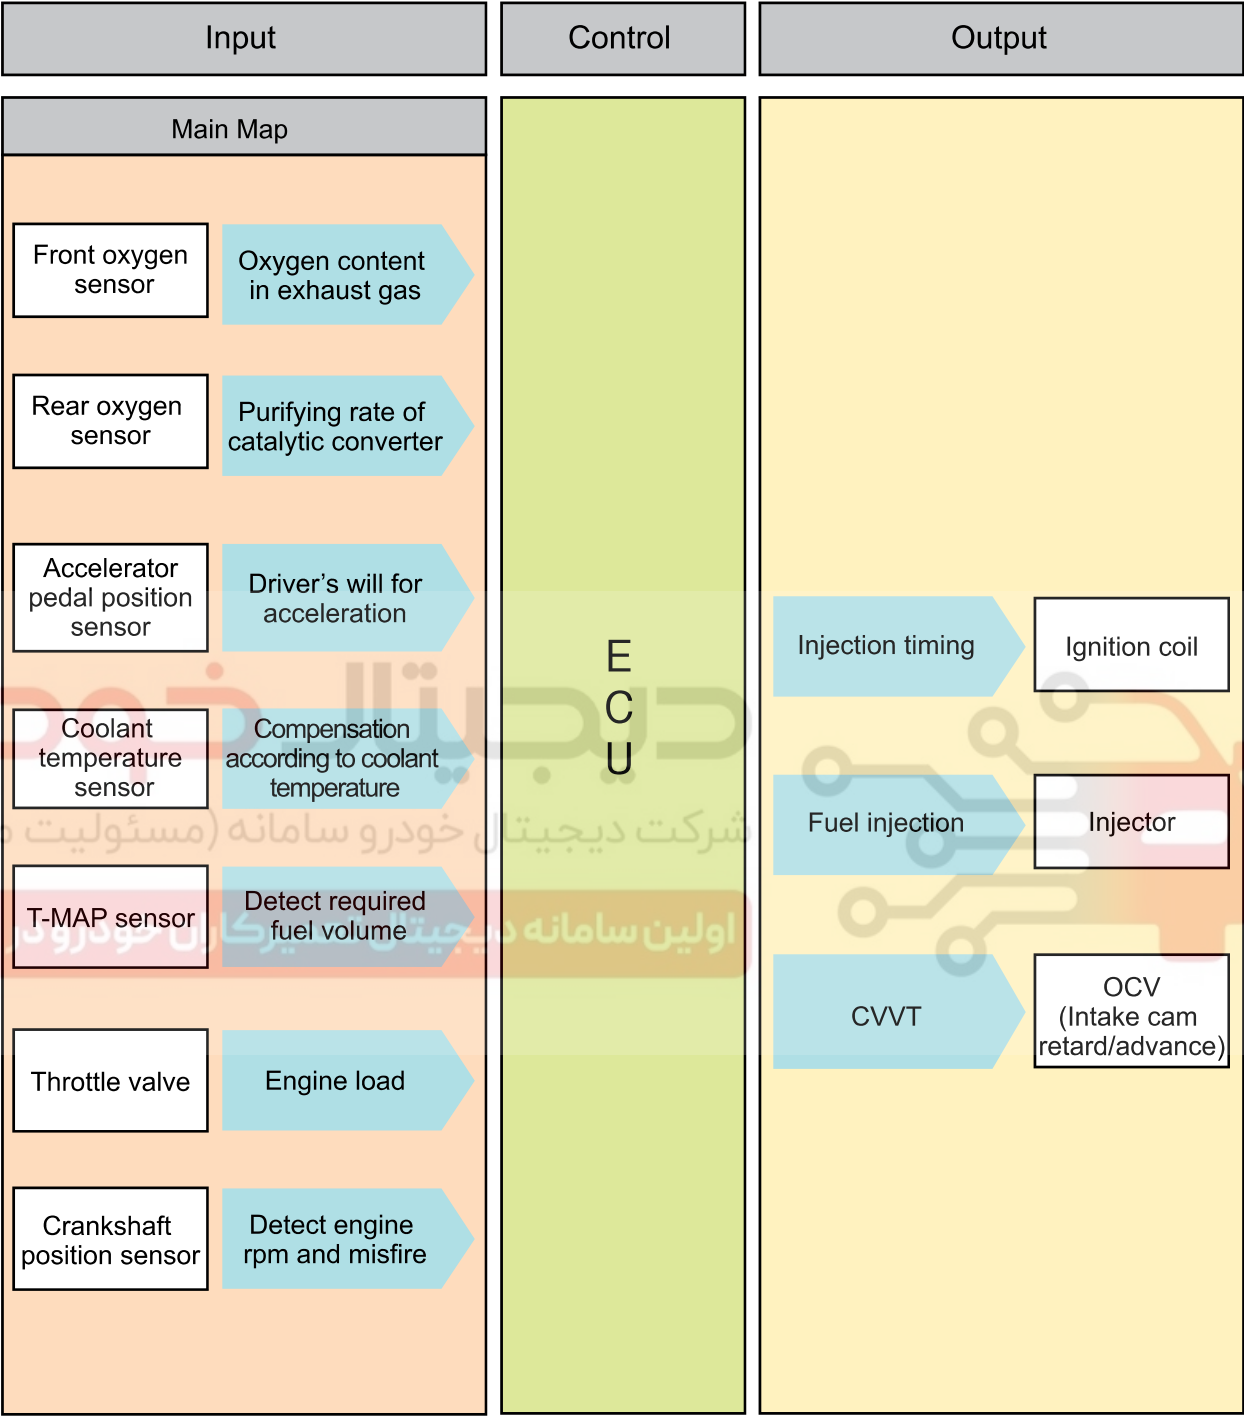 Input
Control
Output
Main Map
Front oxygen
sensor
Oxygen content
in exhaust gas
Rear oxygen
sensor
Purifying rate of
catalytic converter
Accelerator
pedal position
sensor
Driver’s will for
acceleration
Coolant
temperature
sensor
Compensation
according to coolant
temperature
T-MAP sensor
Detect required
fuel volume
Throttle valve
Engine load
Crankshaft
position sensor
Detect engine
rpm and misfire
E
C
U
Injection timing
Ignition coil
Fuel injection
Injector
CVVT
OCV
(Intake cam
retard/advance)
دیجیتال خودرو
شرکت دیجیتال خودرو سامانه (مسئولیت
اولین سامانه دیجیتال تعمیرکاران خودرو در